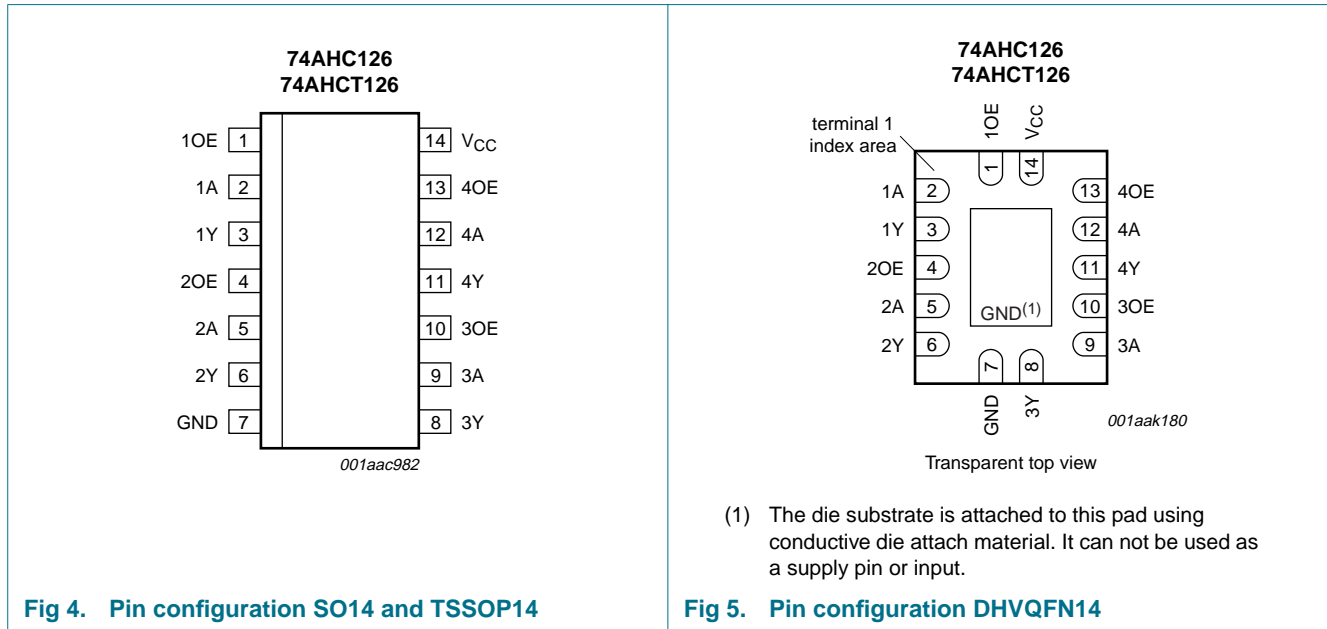 74AHC126
74AHCT126
1OE 1
1A 2
1Y 3
2OE 4
2A 5
2Y 6
GND 7
14 VCC
13 4OE
12 4A
11 4Y
10 3OE
9 3A
8 3Y
001aac982
Fig 4. Pin configuration SO14 and TSSOP14
74AHC126
74AHCT126
terminal 1
index area
1OE
VCC
1
14
1A 2
1Y 3
2OE 4
2A 5
2Y 6
13 4OE
12 4A
11 4Y
10 3OE
9 3A
GND(1)
7
8
GND
3Y
001aak180
Transparent top view
(1) The die substrate is attached to this pad using
conductive die attach material. It can not be used as
a supply pin or input.
Fig 5. Pin configuration DHVQFN14